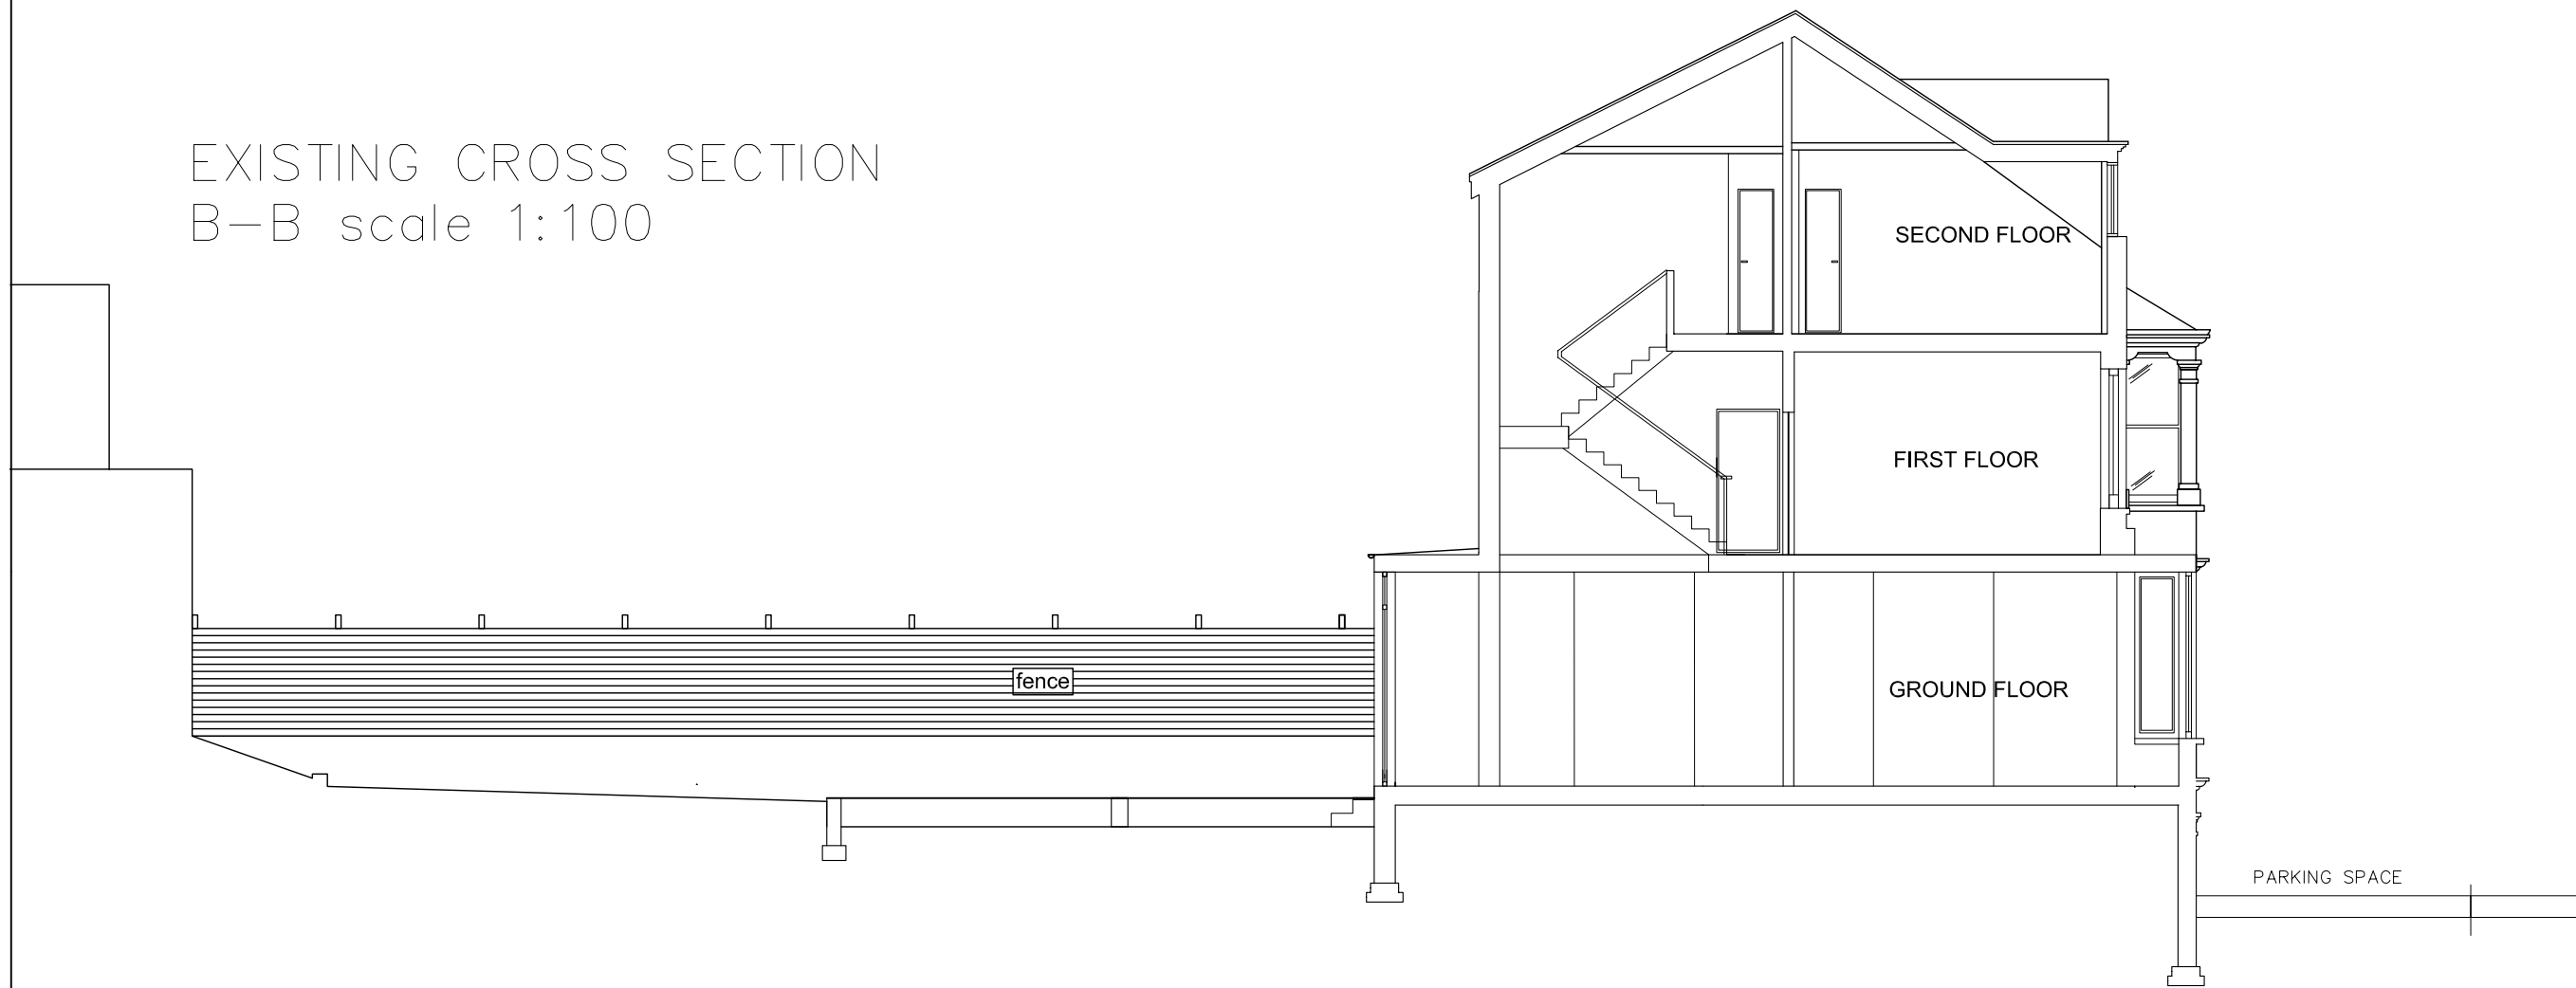 EXISTING CROSS SECTION
B-B scale 1:100
SECOND FLOOR
FIRST FLOOR
fence
GROUND FLOOR
PARKING SPACE